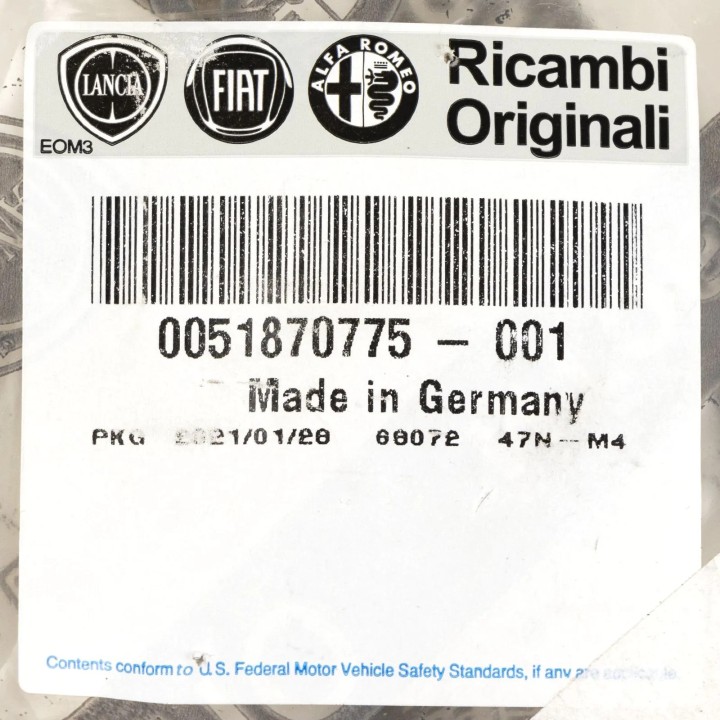 LANCIA FIAT ALFA ROMEO
Ricambi
Originali
EOM3
0051870775 - 001
Made in Germany
PKG 2021/01/28 68072 47N-M4
Contents conform to U.S. Federal Motor Vehicle Safety Standards, if any are applicable.